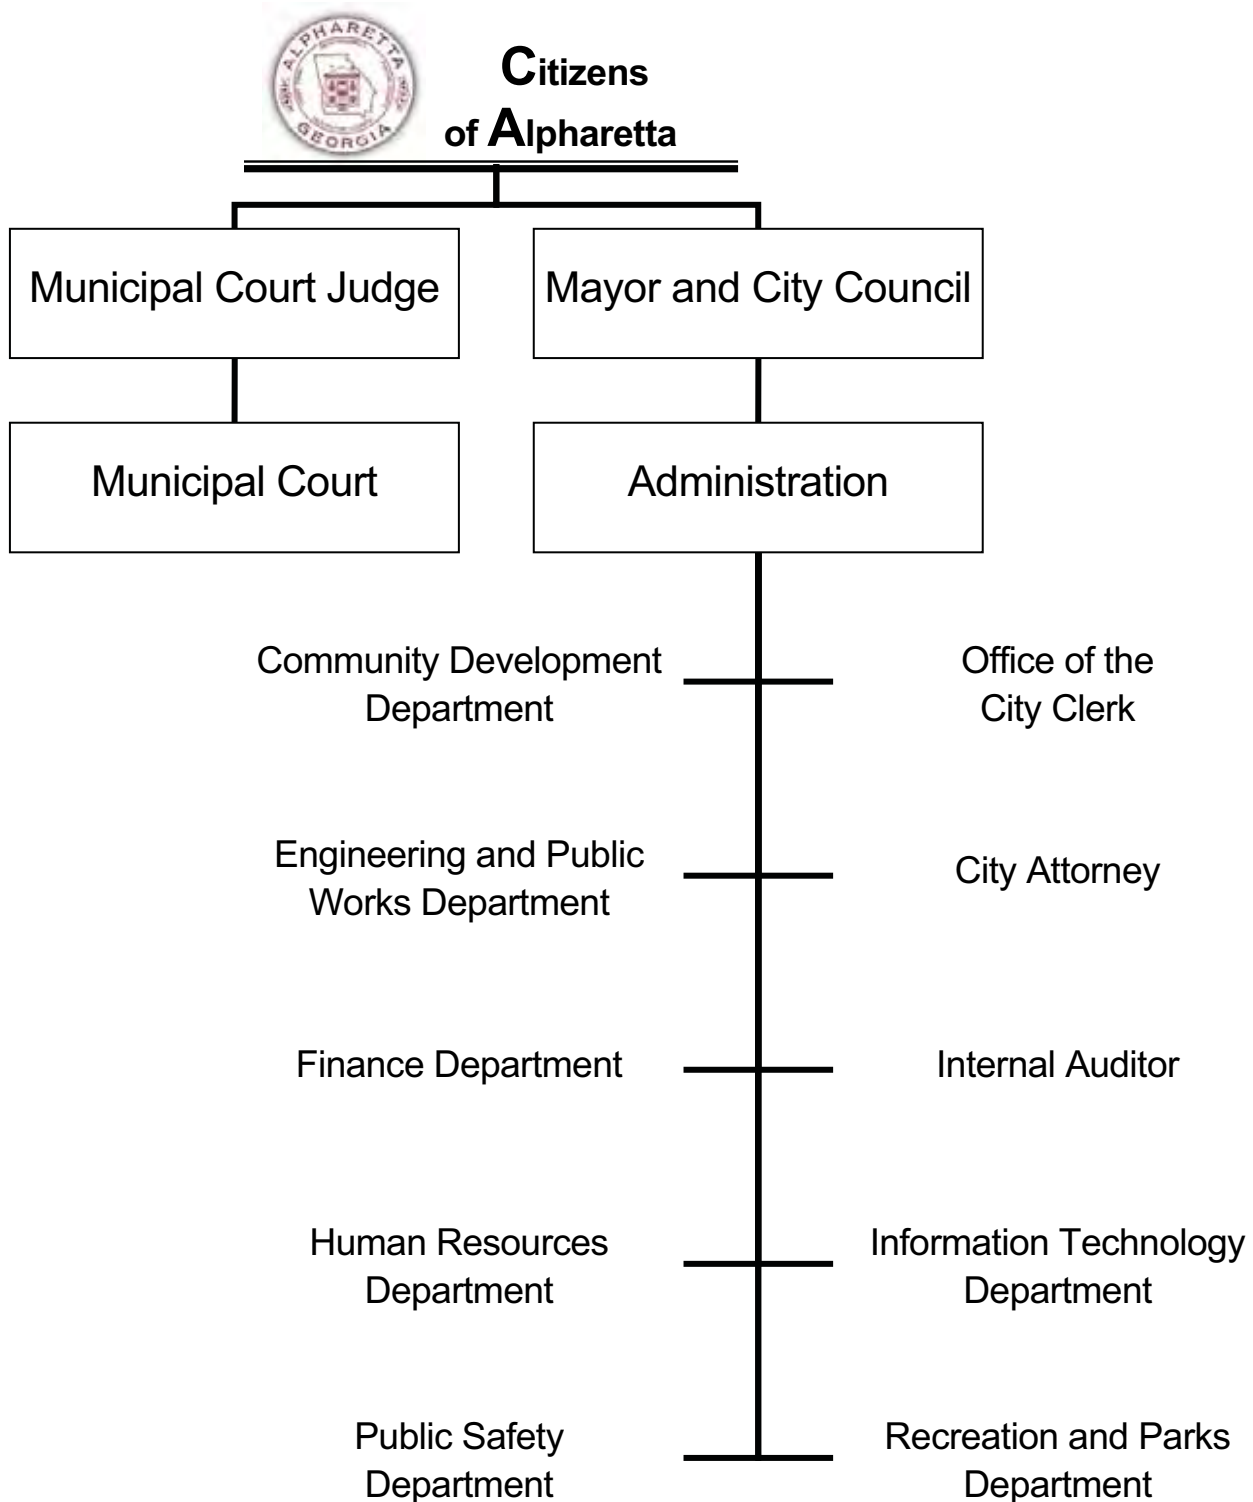 ALPHARETTA
GEORGIA
Citizens
of Alpharetta
Municipal Court Judge
Mayor and City Council
Municipal Court
Administration
Community Development
Department
Office of the
City Clerk
Engineering and Public
Works Department
City Attorney
Finance Department
Internal Auditor
Human Resources
Department
Information Technology
Department
Public Safety
Department
Recreation and Parks
Department